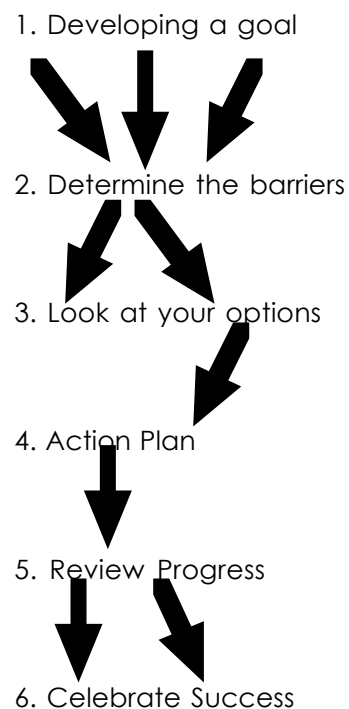 1. Developing a goal
2. Determine the barriers
3. Look at your options
4. Action Plan
5. Review Progress
6. Celebrate Success